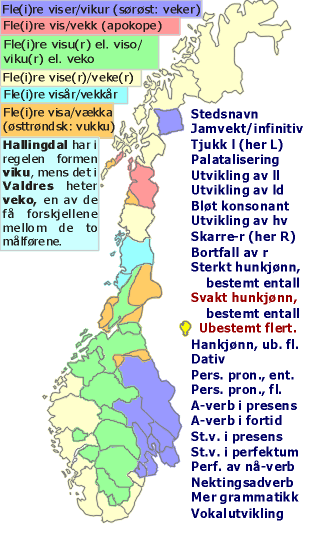 Fle(i)re viser/vikur (sørøst: veker)
Fle(i)re vis/vekk (apokope)
Fle(i)re visu(r) el. viso/
viku(r) el. veko
Fle(i)re vise(r)/veke(r)
Fle(i)re visår/vekkår
Fle(i)re visa/vækka
(østtröndsk: vukku)
Hallingdal har i
regelen formen
viku, mens det i
Valdres heter
veko, en av de
få forskjellene
mellom de to
målførene.
Stedsnavn
Jamvekt/infinitiv
Tjukk l (her L)
Palatalisering
Utvikling av ll
Utvikling av ld
Bløt konsonant
Utvikling av hv
Skarre-r (her R)
Bortfall av r
Sterkt hunkjønn,
bestemt entall
Svakt hunkjønn,
bestemt entall
Ubestemt flert.
Hankjønn, ub. fl.
Dativ
Pers. pron., ent.
Pers. pron., fl.
A-verb i presens
A-verb i fortid
St.v. i presens
St.v. i perfektum
Perf. av nå-verb
Nektingsadverb
Mer grammatikk
Vokalutvikling